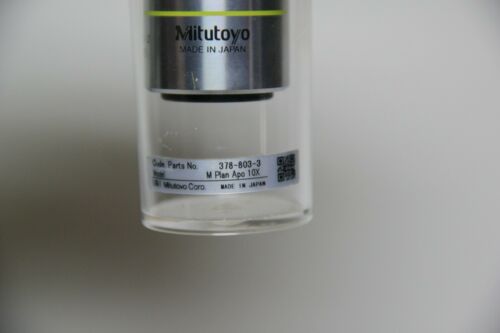 Mitutoyo
MADE IN JAPAN
Code. Parts No. 378-803-3
Model M Plan Apo 10X
Mitutoyo Corp. MADE IN JAPAN